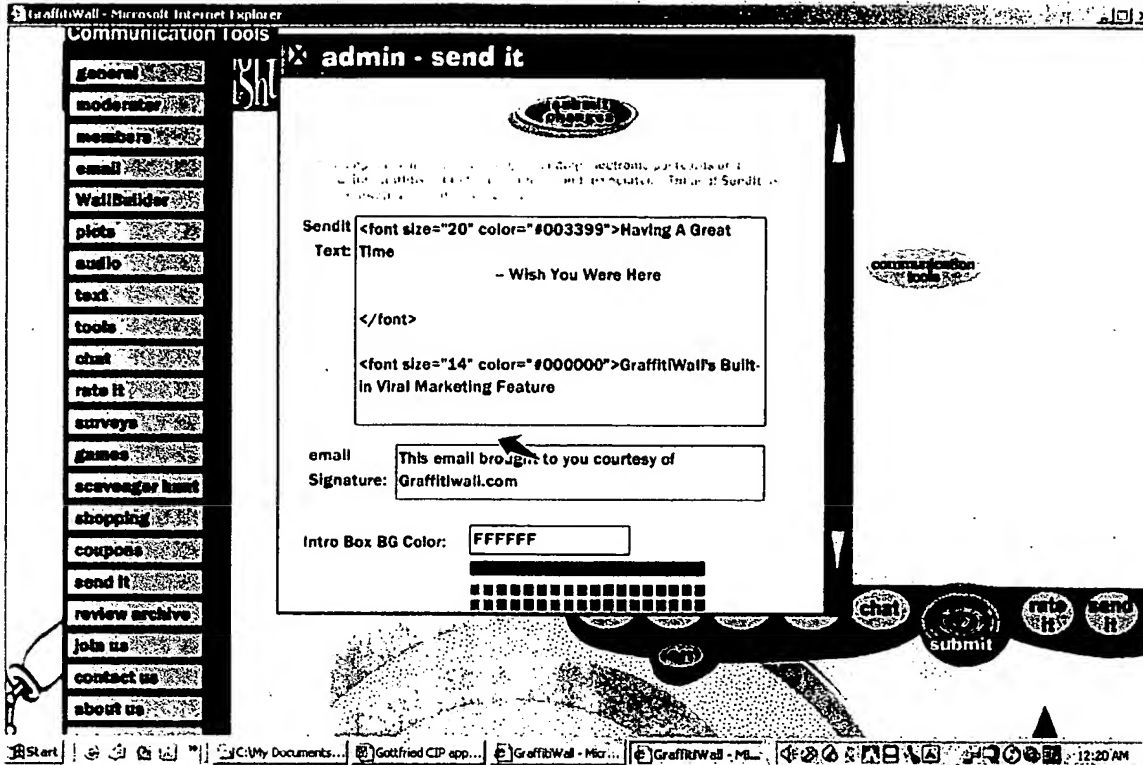 GraffitiWall - Microsoft Internet Explorer
Communication Tools
general
moderator
members
email
WallBuilder
picts
audio
text
tools
chat
rate it
surveys
games
scavenger hunt
shopping
coupons
send it
review archive
join us
contact us
about us
admin - send it
submit changes
SendIt Text:
<font size="20" color="#003399">Having A Great
Time
– Wish You Were Here
</font>
<font size="14" color="#000000">GraffitiWall's Built-
in Viral Marketing Feature
email
Signature:
This email brought to you courtesy of
Graffitiwall.com
Intro Box BG Color:
FFFFFF
communication
tools
chat
submit
rate
it
send
it
Start
C:\My Documents...
Gottfried CIP app...
GraffitiWall - Micr...
GraffitiWall - Mi...
12:20 AM